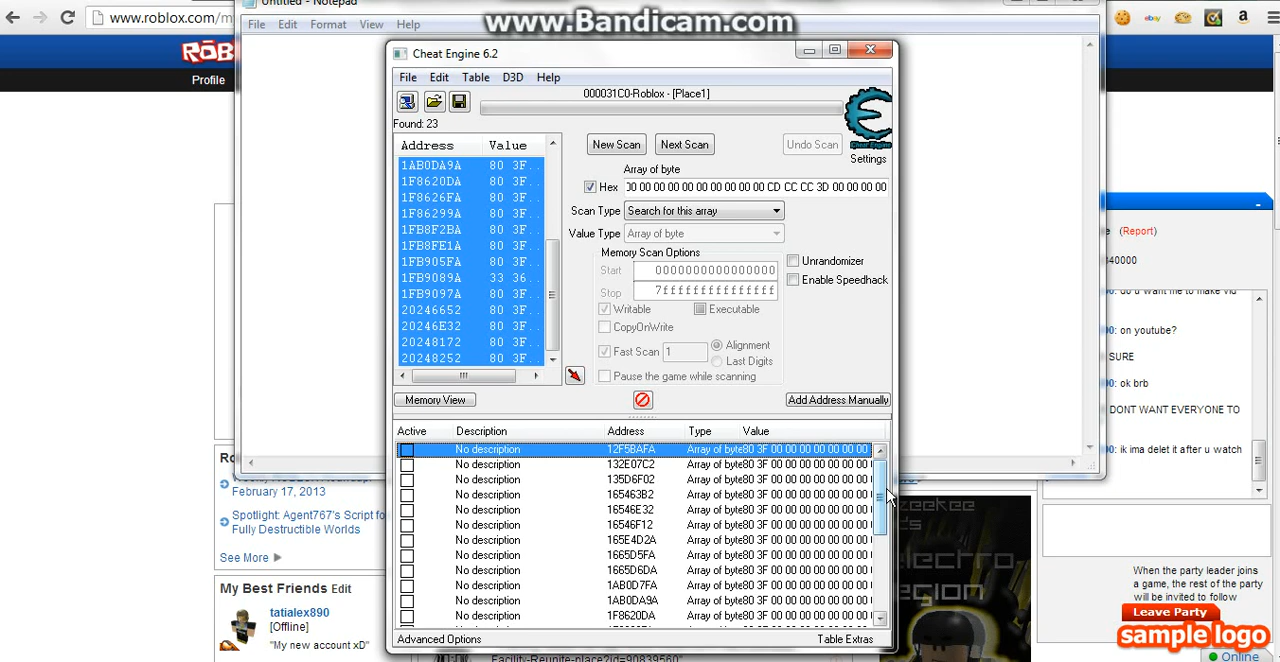 www.roblox.com/m
Untitled - Notepad
www.Bandicam.com
File Edit Format View Help
ROB
Profile
Cheat Engine 6.2
File Edit Table D3D Help
000031C0-Roblox - [Place1]
Found: 23
Settings
Address Value
New Scan Next Scan Undo Scan
1AB0DA9A 80 3F..
1F8620DA 80 3F..
1F8626FA 80 3F..
1F86299A 80 3F..
1FB8F2BA 80 3F..
1FB8FE1A 80 3F..
1FB905FA 80 3F..
1FB9089A 33 36..
1FB9097A 80 3F..
20246652 80 3F..
20246E32 80 3F..
20248172 80 3F..
20248252 80 3F..
Array of byte
Hex 00 00 00 00 00 00 00 00 00 CD CC CC 3D 00 00 00 00
Scan Type Search for this array
Value Type Array of byte
Memory Scan Options
Start 0000000000000000
Stop 7fffffffffffffff
Writable Executable
CopyOnWrite
Fast Scan 1 Alignment
Last Digits
Pause the game while scanning
Unrandomizer
Enable Speedhack
Memory View Add Address Manually
Active Description Address Type Value
No description 12F5BAFA Array of byte 80 3F 00 00 00 00 00 00 00
No description 132E07C2 Array of byte 80 3F 00 00 00 00 00 00 00
No description 135D6F02 Array of byte 80 3F 00 00 00 00 00 00 00
No description 165463B2 Array of byte 80 3F 00 00 00 00 00 00 00
No description 16546E32 Array of byte 80 3F 00 00 00 00 00 00 00
No description 16546F12 Array of byte 80 3F 00 00 00 00 00 00 00
No description 165E4D2A Array of byte 80 3F 00 00 00 00 00 00 00
No description 1665D5FA Array of byte 80 3F 00 00 00 00 00 00 00
No description 1665D6DA Array of byte 80 3F 00 00 00 00 00 00 00
No description 1AB0D7FA Array of byte 80 3F 00 00 00 00 00 00 00
No description 1AB0DA9A Array of byte 80 3F 00 00 00 00 00 00 00
No description 1F8620DA Array of byte 80 3F 00 00 00 00 00 00 00
Advanced Options Table Extras
February 17, 2013
Spotlight: Agent767's Script for
Fully Destructible Worlds
See More
My Best Friends Edit
tatialex890
[Offline]
"My new account xD"
Facility-Reunite-place?id=90839560"
(Report)
do u want me to make vid
on youtube?
SURE
ok brb
DONT WANT EVERYONE TO
ik ima delet it after u watch
zeekee
electro
legion
When the party leader joins
a game, the rest of the party
will be invited to follow
Leave Party
sample logo
Online